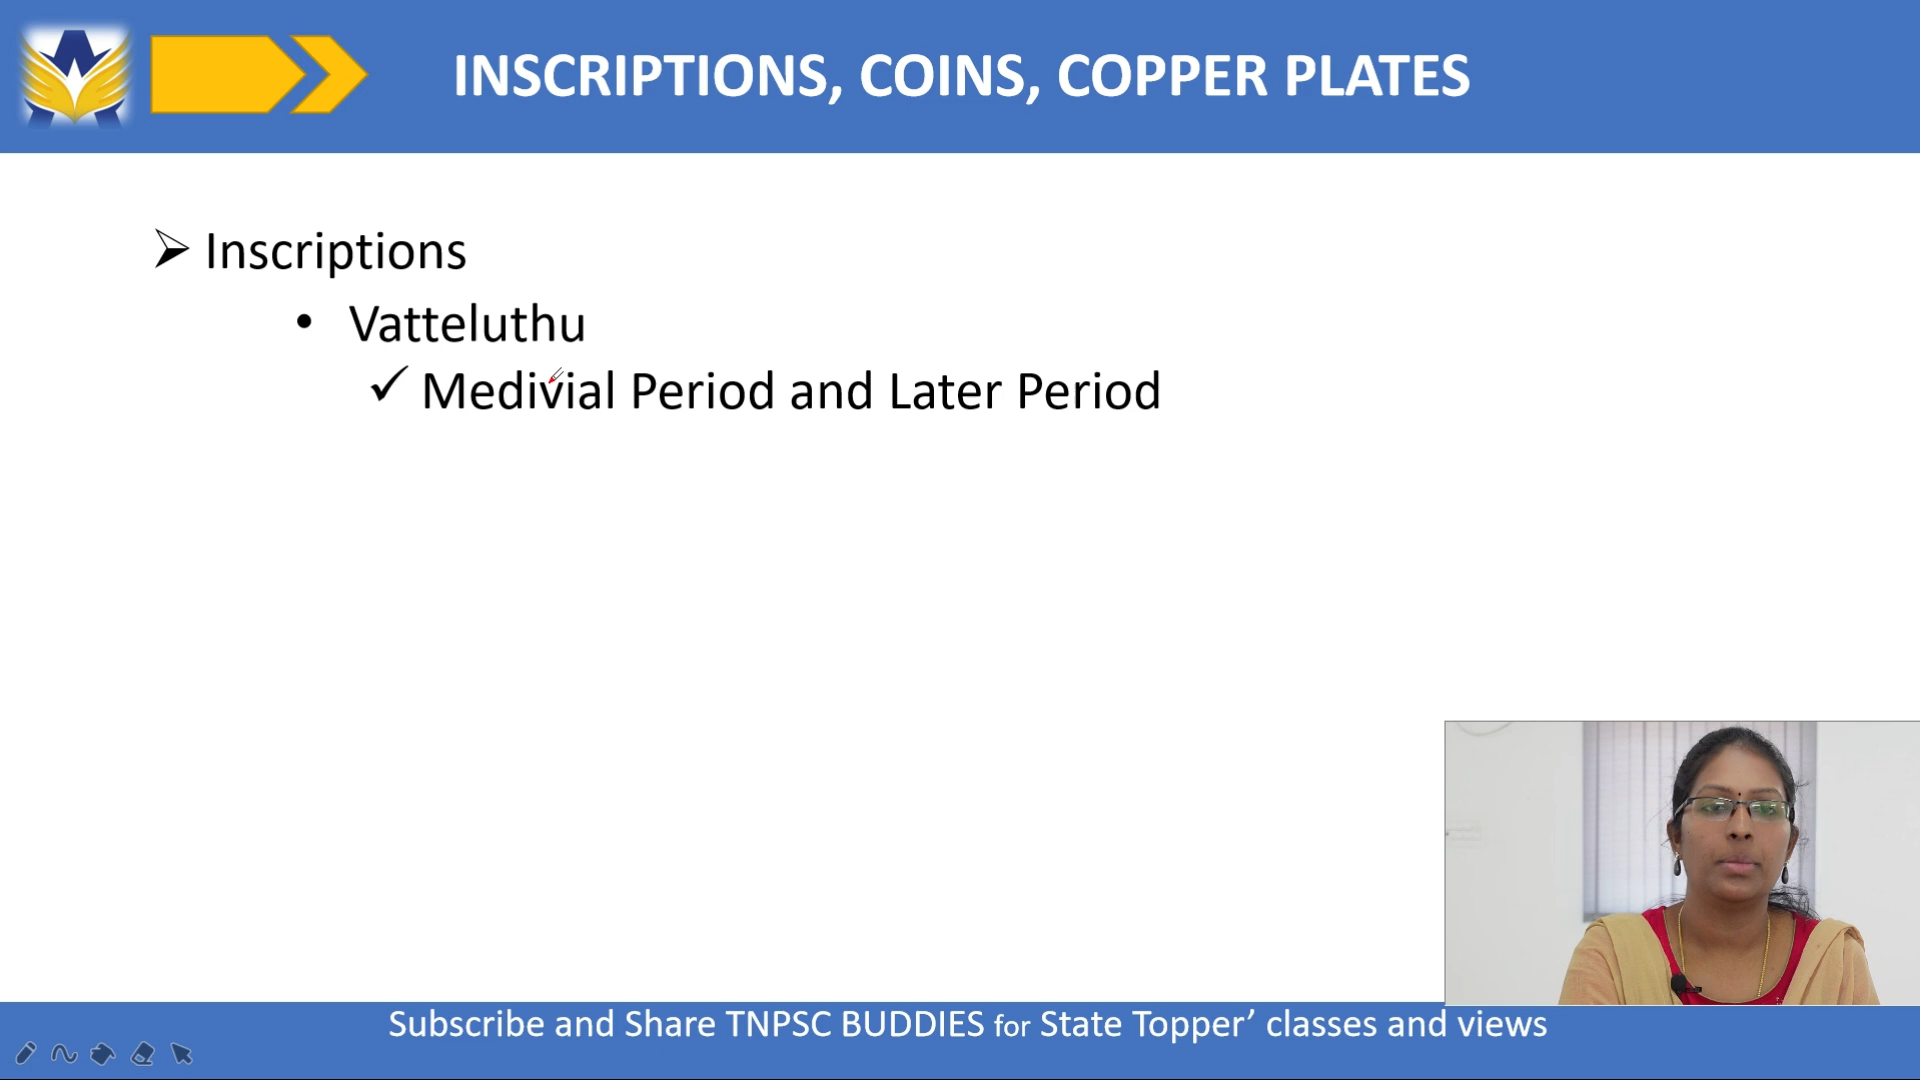 INSCRIPTIONS, COINS, COPPER PLATES
Inscriptions
Vatteluthu
Medivial Period and Later Period
Subscribe and Share TNPSC BUDDIES for State Topper’ classes and views